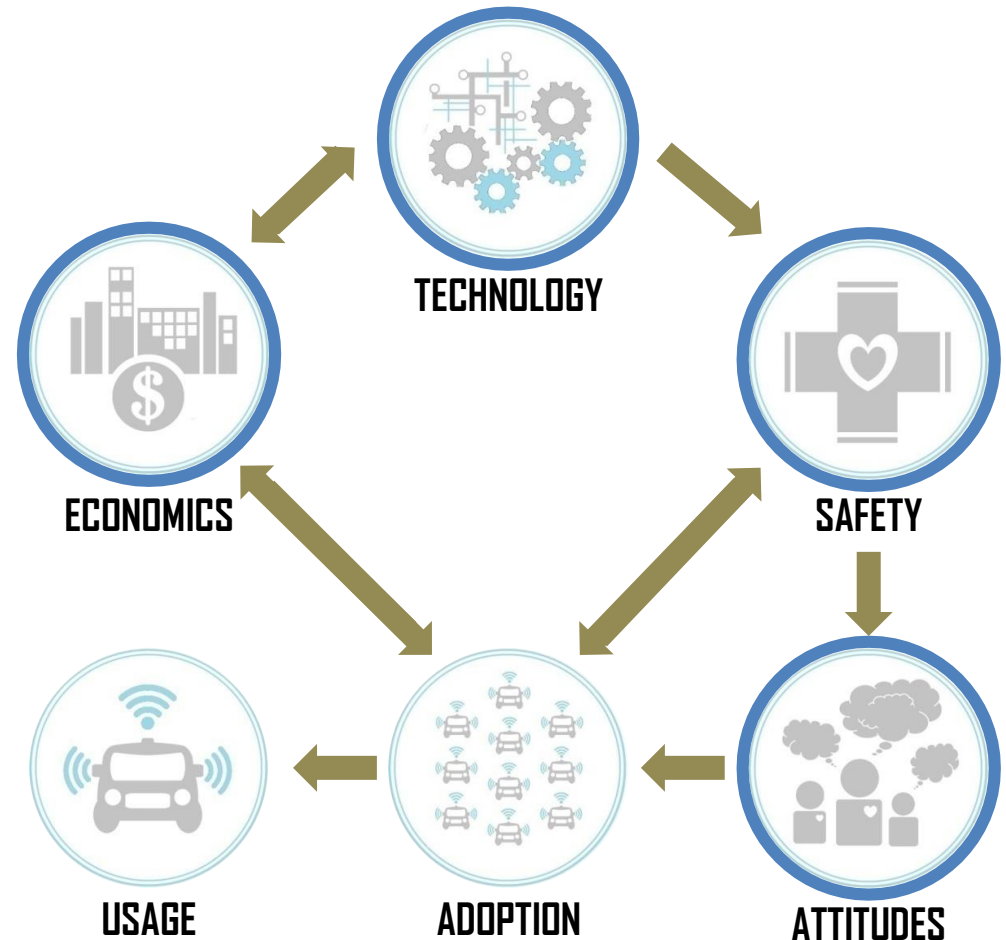 TECHNOLOGY
$
ECONOMICS
SAFETY
USAGE
ADOPTION
ATTITUDES